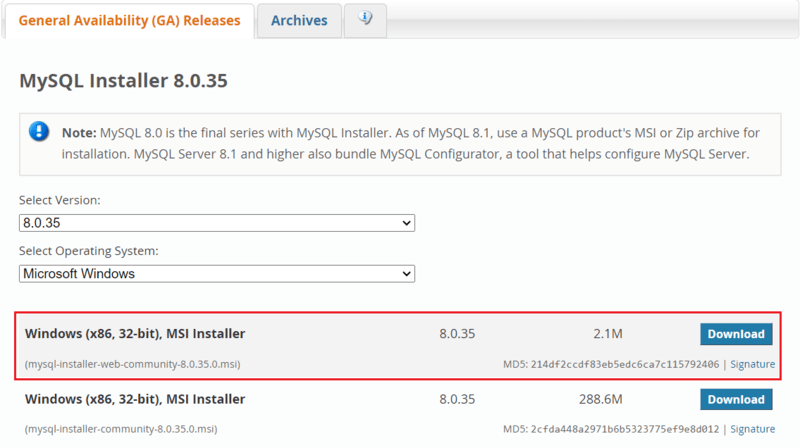 General Availability (GA) Releases
Archives
MySQL Installer 8.0.35
Note: MySQL 8.0 is the final series with MySQL Installer. As of MySQL 8.1, use a MySQL product's MSI or Zip archive for
installation. MySQL Server 8.1 and higher also bundle MySQL Configurator, a tool that helps configure MySQL Server.
Select Version:
8.0.35
Select Operating System:
Microsoft Windows
Windows (x86, 32-bit), MSI Installer 8.0.35 2.1M Download
(mysql-installer-web-community-8.0.35.0.msi) MD5: 214df2ccdf83eb5edc6ca7c115792406 | Signature
Windows (x86, 32-bit), MSI Installer 8.0.35 288.6M Download
(mysql-installer-community-8.0.35.0.msi) MD5: 2cfda448a2971b6b5323775ef9e8d012 | Signature